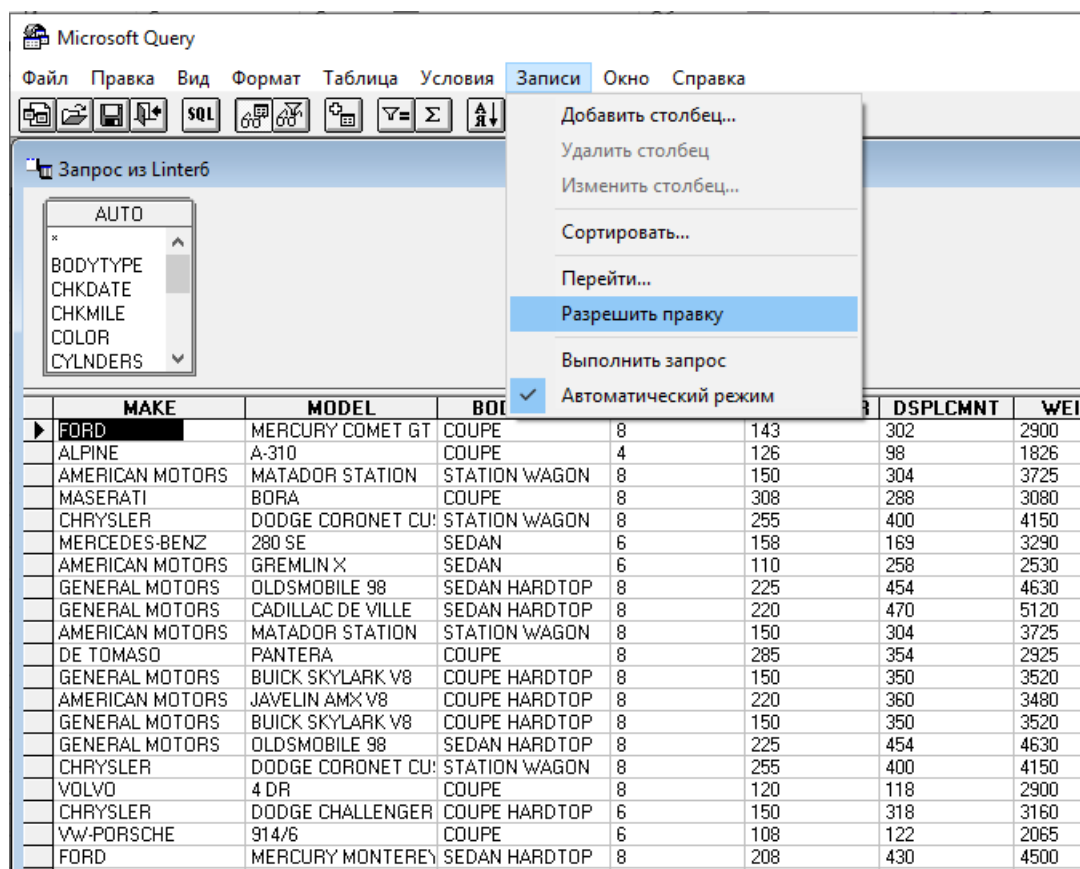 Microsoft Query
Файл Правка Вид Формат Таблица Условия Записи Окно Справка
SQL
Добавить столбец...
Удалить столбец
Изменить столбец...
Сортировать...
Перейти...
Разрешить правку
Выполнить запрос
Автоматический режим
Запрос из Linter6
AUTO
*
BODYTYPE
CHKDATE
CHKMILE
COLOR
CYLNDERS
MAKE MODEL DSPLCMNT
FORD MERCURY COMET GT COUPE 8 143 302 2900
ALPINE A-310 COUPE 4 126 98 1826
AMERICAN MOTORS MATADOR STATION STATION WAGON 8 150 304 3725
MASERATI BORA COUPE 8 308 288 3080
CHRYSLER DODGE CORONET STATION WAGON 8 255 400 4150
MERCEDES-BENZ 280 SE SEDAN 6 158 169 3290
AMERICAN MOTORS GREMLIN X SEDAN 6 110 258 2530
GENERAL MOTORS OLDSMOBILE 98 SEDAN HARDTOP 8 225 454 4630
GENERAL MOTORS CADILLAC DE VILLE SEDAN HARDTOP 8 220 470 5120
AMERICAN MOTORS MATADOR STATION STATION WAGON 8 150 304 3725
DE TOMASO PANTERA COUPE 8 285 354 2925
GENERAL MOTORS BUICK SKYLARK V8 COUPE HARDTOP 8 150 350 3520
AMERICAN MOTORS JAVELIN AMX V8 COUPE HARDTOP 8 220 360 3480
GENERAL MOTORS BUICK SKYLARK V8 COUPE HARDTOP 8 150 350 3520
GENERAL MOTORS OLDSMOBILE 98 SEDAN HARDTOP 8 225 454 4630
CHRYSLER DODGE CORONET STATION WAGON 8 255 400 4150
VOLVO 4 DR COUPE 8 120 118 2900
CHRYSLER DODGE CHALLENGER COUPE HARDTOP 6 150 318 3160
VW-PORSCHE 914/6 COUPE 6 108 122 2065
FORD MERCURY MONTEREY SEDAN HARDTOP 8 208 430 4500